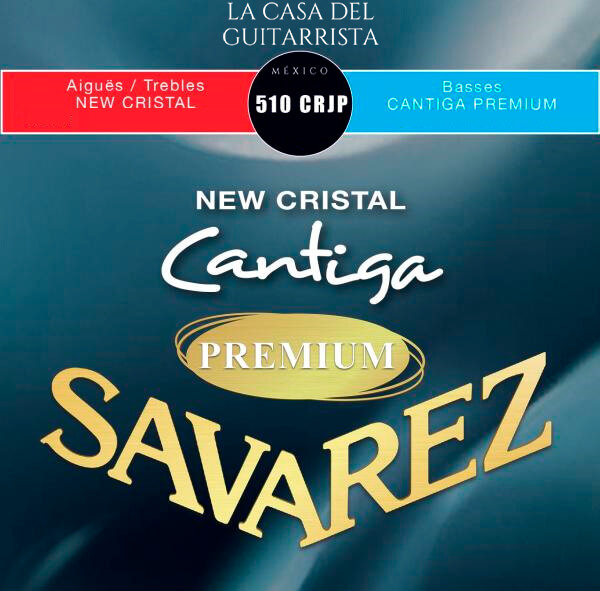 LA CASA DEL
GUITARRISTA
MÉXICO
Aiguës / Trebles
NEW CRISTAL
510 CRJP
Basses
CANTIGA PREMIUM
NEW CRISTAL
Cantiga
PREMIUM
SAVAREZ